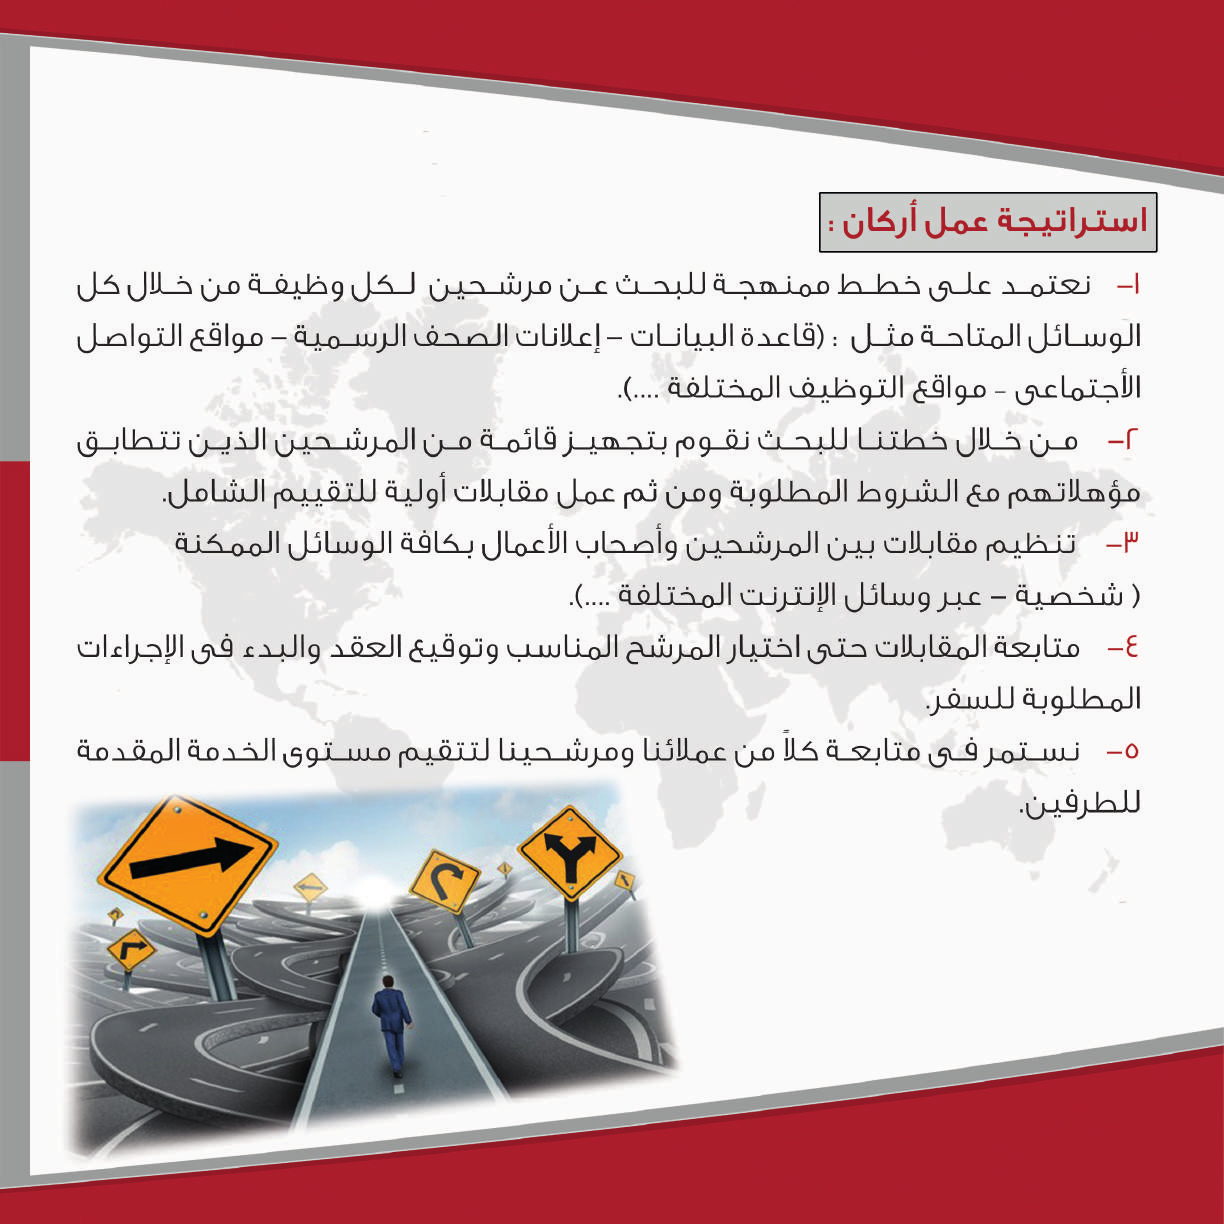 استراتيجة عمل أركان :
١- نعتمد على خطط ممنهجة للبحث عن مرشحين لكل وظيفة من خلال كل
الوسائل المتاحة مثل : (قاعدة البيانات – إعلانات الصحف الرسمية – مواقع التواصل
الأجتماعى - مواقع التوظيف المختلفة ....).
٢- من خلال خطتنا للبحث نقوم بتجهيز قائمة من المرشحين الذين تتطابق
مؤهلاتهم مع الشروط المطلوبة ومن ثم عمل مقابلات أولية للتقييم الشامل.
٣- تنظيم مقابلات بين المرشحين وأصحاب الأعمال بكافة الوسائل الممكنة
( شخصية – عبر وسائل الإنترنت المختلفة ....).
٤- متابعة المقابلات حتى اختيار المرشح المناسب وتوقيع العقد والبدء فى الإجراءات
المطلوبة للسفر.
٥- نستمر فى متابعة كلاً من عملائنا ومرشحينا لتتقيم مستوى الخدمة المقدمة
للطرفين.